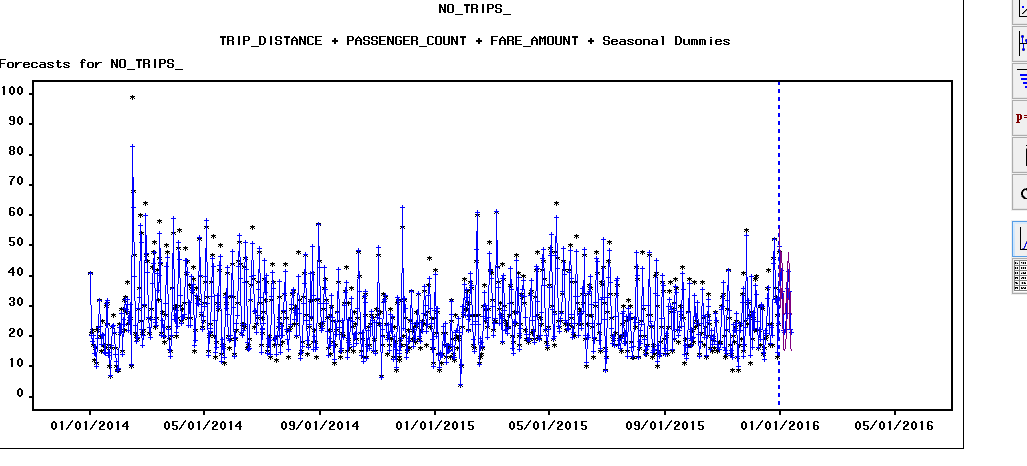 NO_TRIPS_
TRIP_DISTANCE + PASSENGER_COUNT + FARE_AMOUNT + Seasonal Dummies
Forecasts for NO_TRIPS_
100
90
80
70
60
50
40
30
20
10
0
01/01/2014 05/01/2014 09/01/2014 01/01/2015 05/01/2015 09/01/2015 01/01/2016 05/01/2016
p=